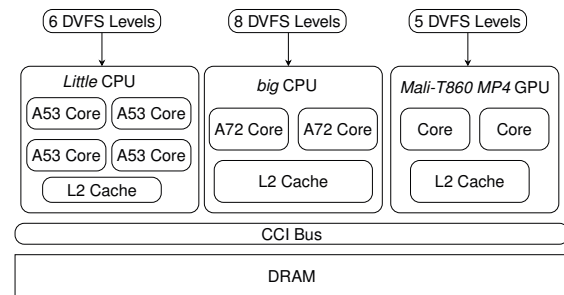 6 DVFS Levels
8 DVFS Levels
5 DVFS Levels
Little CPU
A53 Core
A53 Core
A53 Core
A53 Core
L2 Cache
big CPU
A72 Core
A72 Core
L2 Cache
Mali-T860 MP4 GPU
Core
Core
L2 Cache
CCI Bus
DRAM